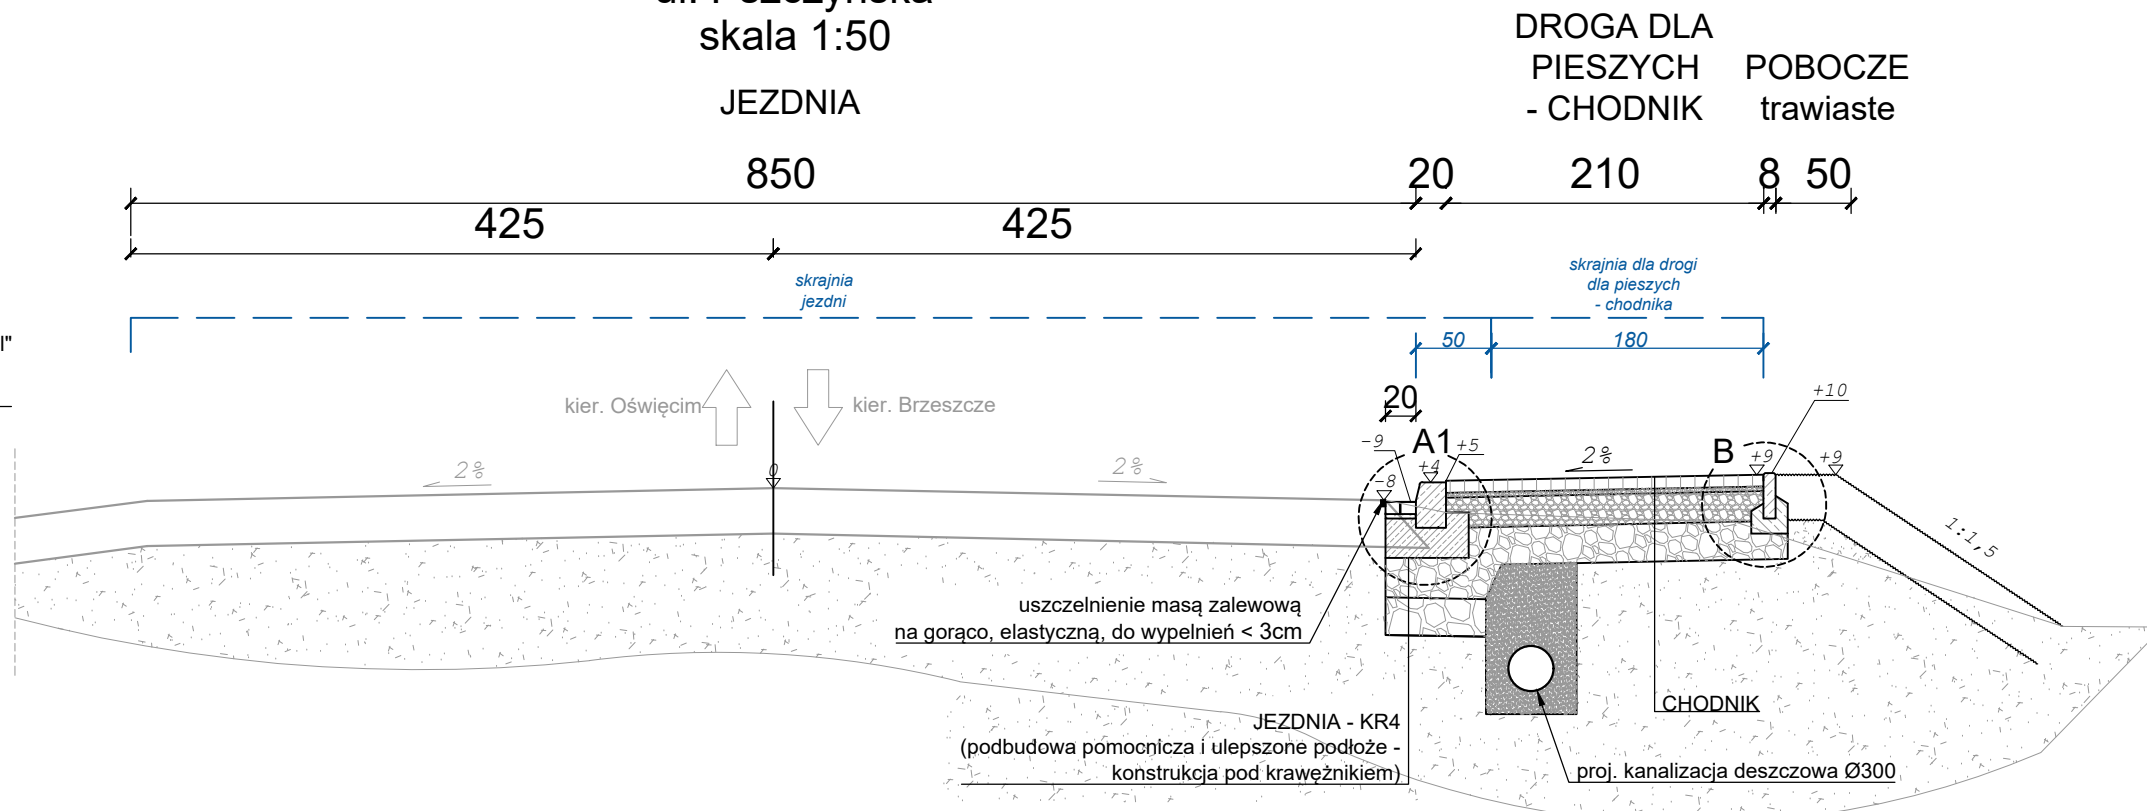 skala 1:50
JEZDNIA
DROGA DLA
PIESZYCH
- CHODNIK
POBOCZE
trawiaste
850
20
210
8
50
425
425
skrajnia
jezdni
skrajnia dla drogi
dla pieszych
- chodnika
50
180
l"
kier. Oświęcim
kier. Brzeszcze
20
+10
-9
A1
+5
+4
-8
2%
0
2%
2%
B
+9
+9
1:1,5
uszczelnienie masą zalewową
na gorąco, elastyczną, do wypelnień < 3cm
JEZDNIA - KR4
(podbudowa pomocnicza i ulepszone podłoże -
konstrukcja pod krawężnikiem)
CHODNIK
proj. kanalizacja deszczowa Ø300